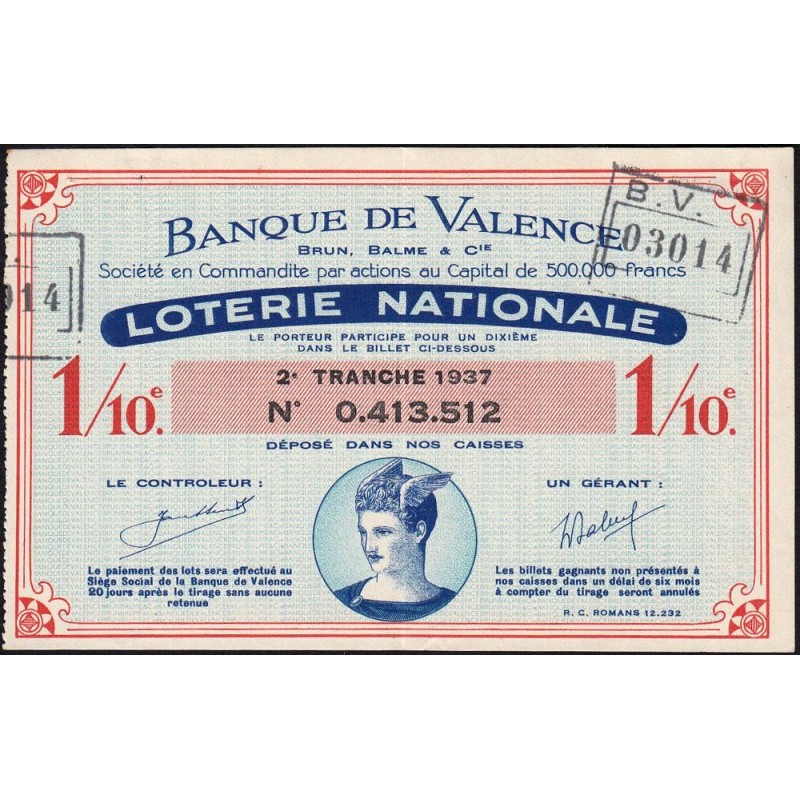 BANQUE DE VALENCE
BRUN, BALME & CIE
Société en Commandite par actions au Capital de 500.000 Francs
B.V.
03014
014
LOTERIE NATIONALE
LE PORTEUR PARTICIPE POUR UN DIXIÈME
DANS LE BILLET CI-DESSOUS
1/10e.
2e TRANCHE 1937
N° 0.413.512
1/10e.
DÉPOSÉ DANS NOS CAISSES
LE CONTROLEUR :
UN GÉRANT :
Le paiement des lots sera effectué au
Siège Social de la Banque de Valence
20 jours après le tirage sans aucune
retenue
Les billets gagnants non présentés à
nos caisses dans un délai de six mois
à compter du tirage seront annulés
R. C. ROMANS 12.232